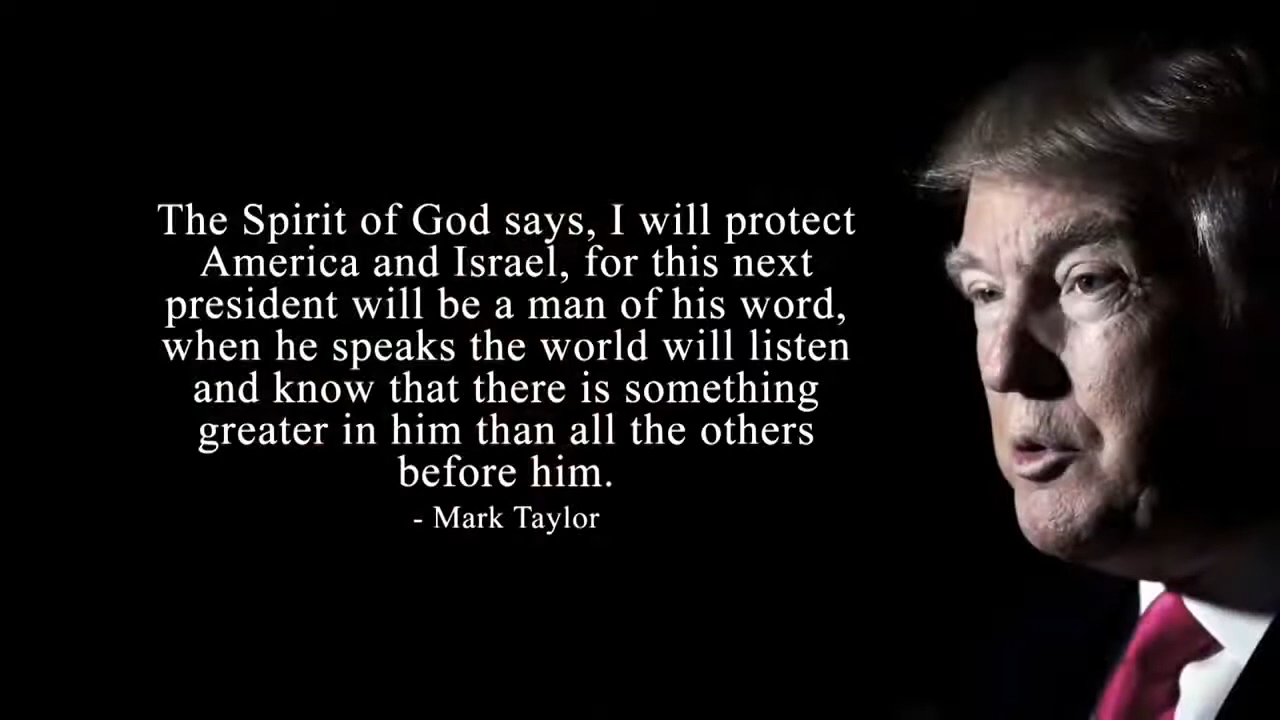 The Spirit of God says, I will protect
America and Israel, for this next
president will be a man of his word,
when he speaks the world will listen
and know that there is something
greater in him than all the others
before him.
- Mark Taylor